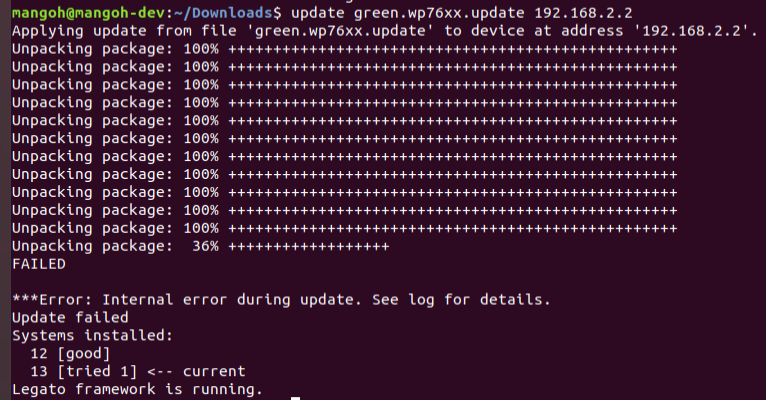 mangoh@mangoh-dev:~/Downloads$ update green.wp76xx.update 192.168.2.2
Applying update from file 'green.wp76xx.update' to device at address '192.168.2.2'.
Unpacking package: 100% ++++++++++++++++++++++++++++++++++++++++++++++++++
Unpacking package: 100% ++++++++++++++++++++++++++++++++++++++++++++++++++
Unpacking package: 100% ++++++++++++++++++++++++++++++++++++++++++++++++++
Unpacking package: 100% ++++++++++++++++++++++++++++++++++++++++++++++++++
Unpacking package: 100% ++++++++++++++++++++++++++++++++++++++++++++++++++
Unpacking package: 100% ++++++++++++++++++++++++++++++++++++++++++++++++++
Unpacking package: 100% ++++++++++++++++++++++++++++++++++++++++++++++++++
Unpacking package: 100% ++++++++++++++++++++++++++++++++++++++++++++++++++
Unpacking package: 100% ++++++++++++++++++++++++++++++++++++++++++++++++++
Unpacking package: 100% ++++++++++++++++++++++++++++++++++++++++++++++++++
Unpacking package: 100% ++++++++++++++++++++++++++++++++++++++++++++++++++
Unpacking package:  36% ++++++++++++++++++
FAILED
***Error: Internal error during update. See log for details.
Update failed
Systems installed:
  12 [good]
  13 [tried 1] <-- current
Legato framework is running.